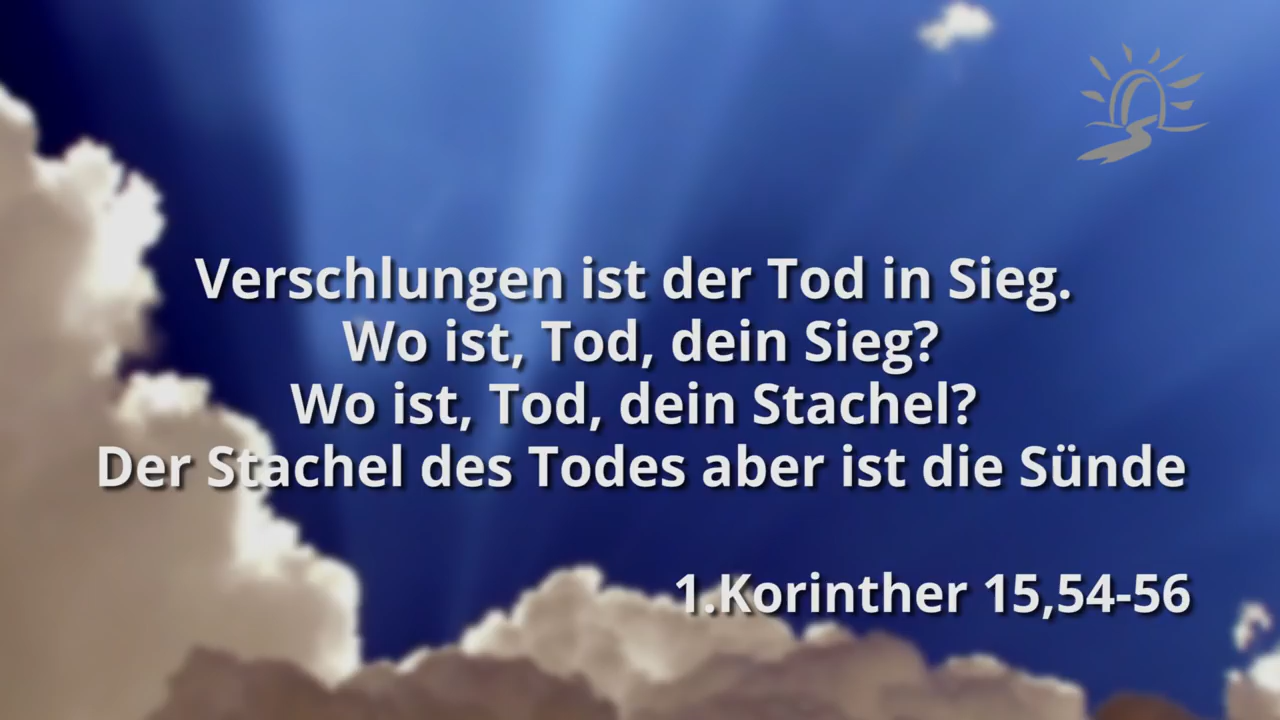 Verschlungen ist der Tod in Sieg.
Wo ist, Tod, dein Sieg?
Wo ist, Tod, dein Stachel?
Der Stachel des Todes aber ist die Sünde
1.Korinther 15,54-56